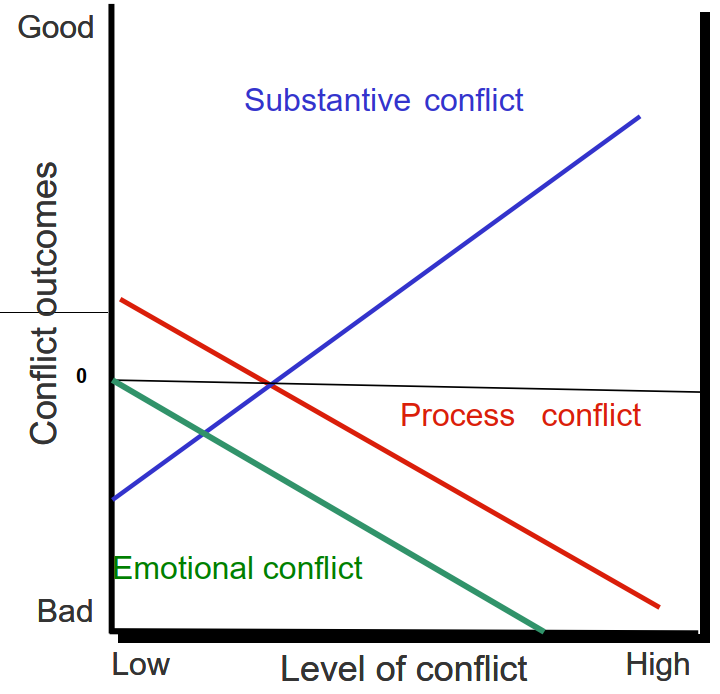 Good
Substantive conflict
Conflict outcomes
0
Process conflict
Emotional conflict
Bad
Low
Level of conflict
High